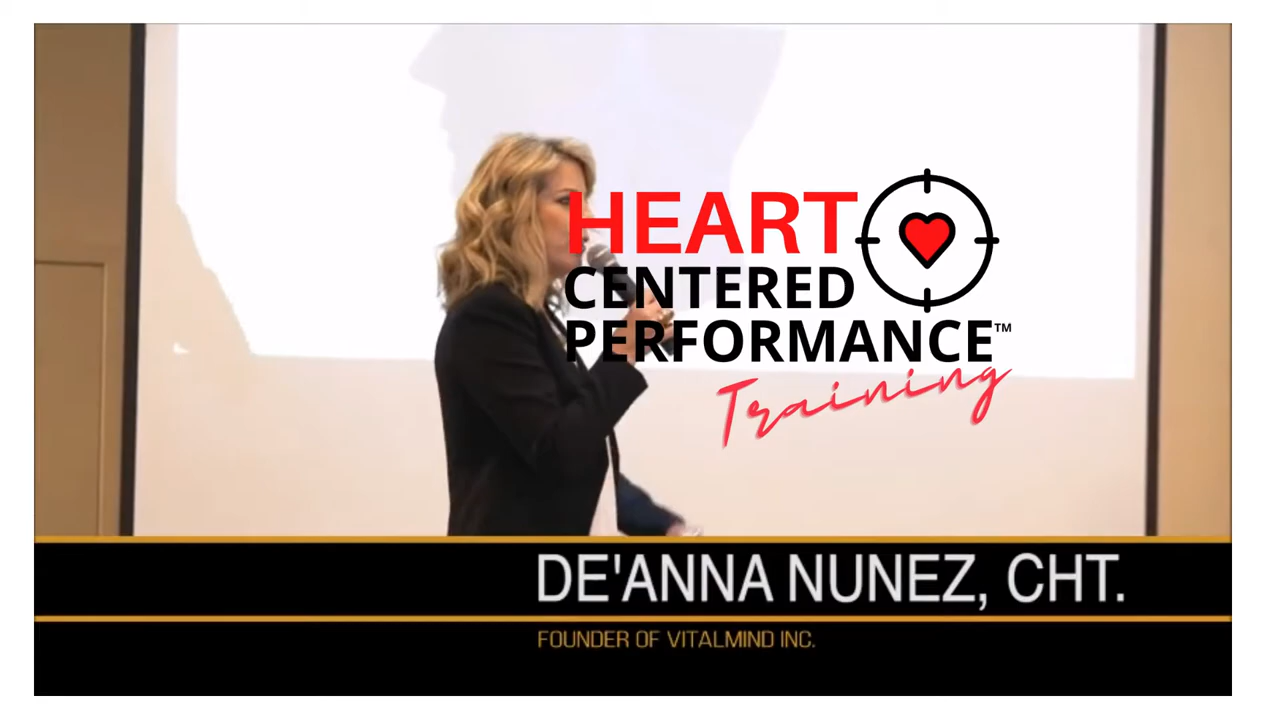 HEART
CENTERED
PERFORMANCE™
Training
DE'ANNA NUNEZ, CHT.
FOUNDER OF VITALMIND INC.